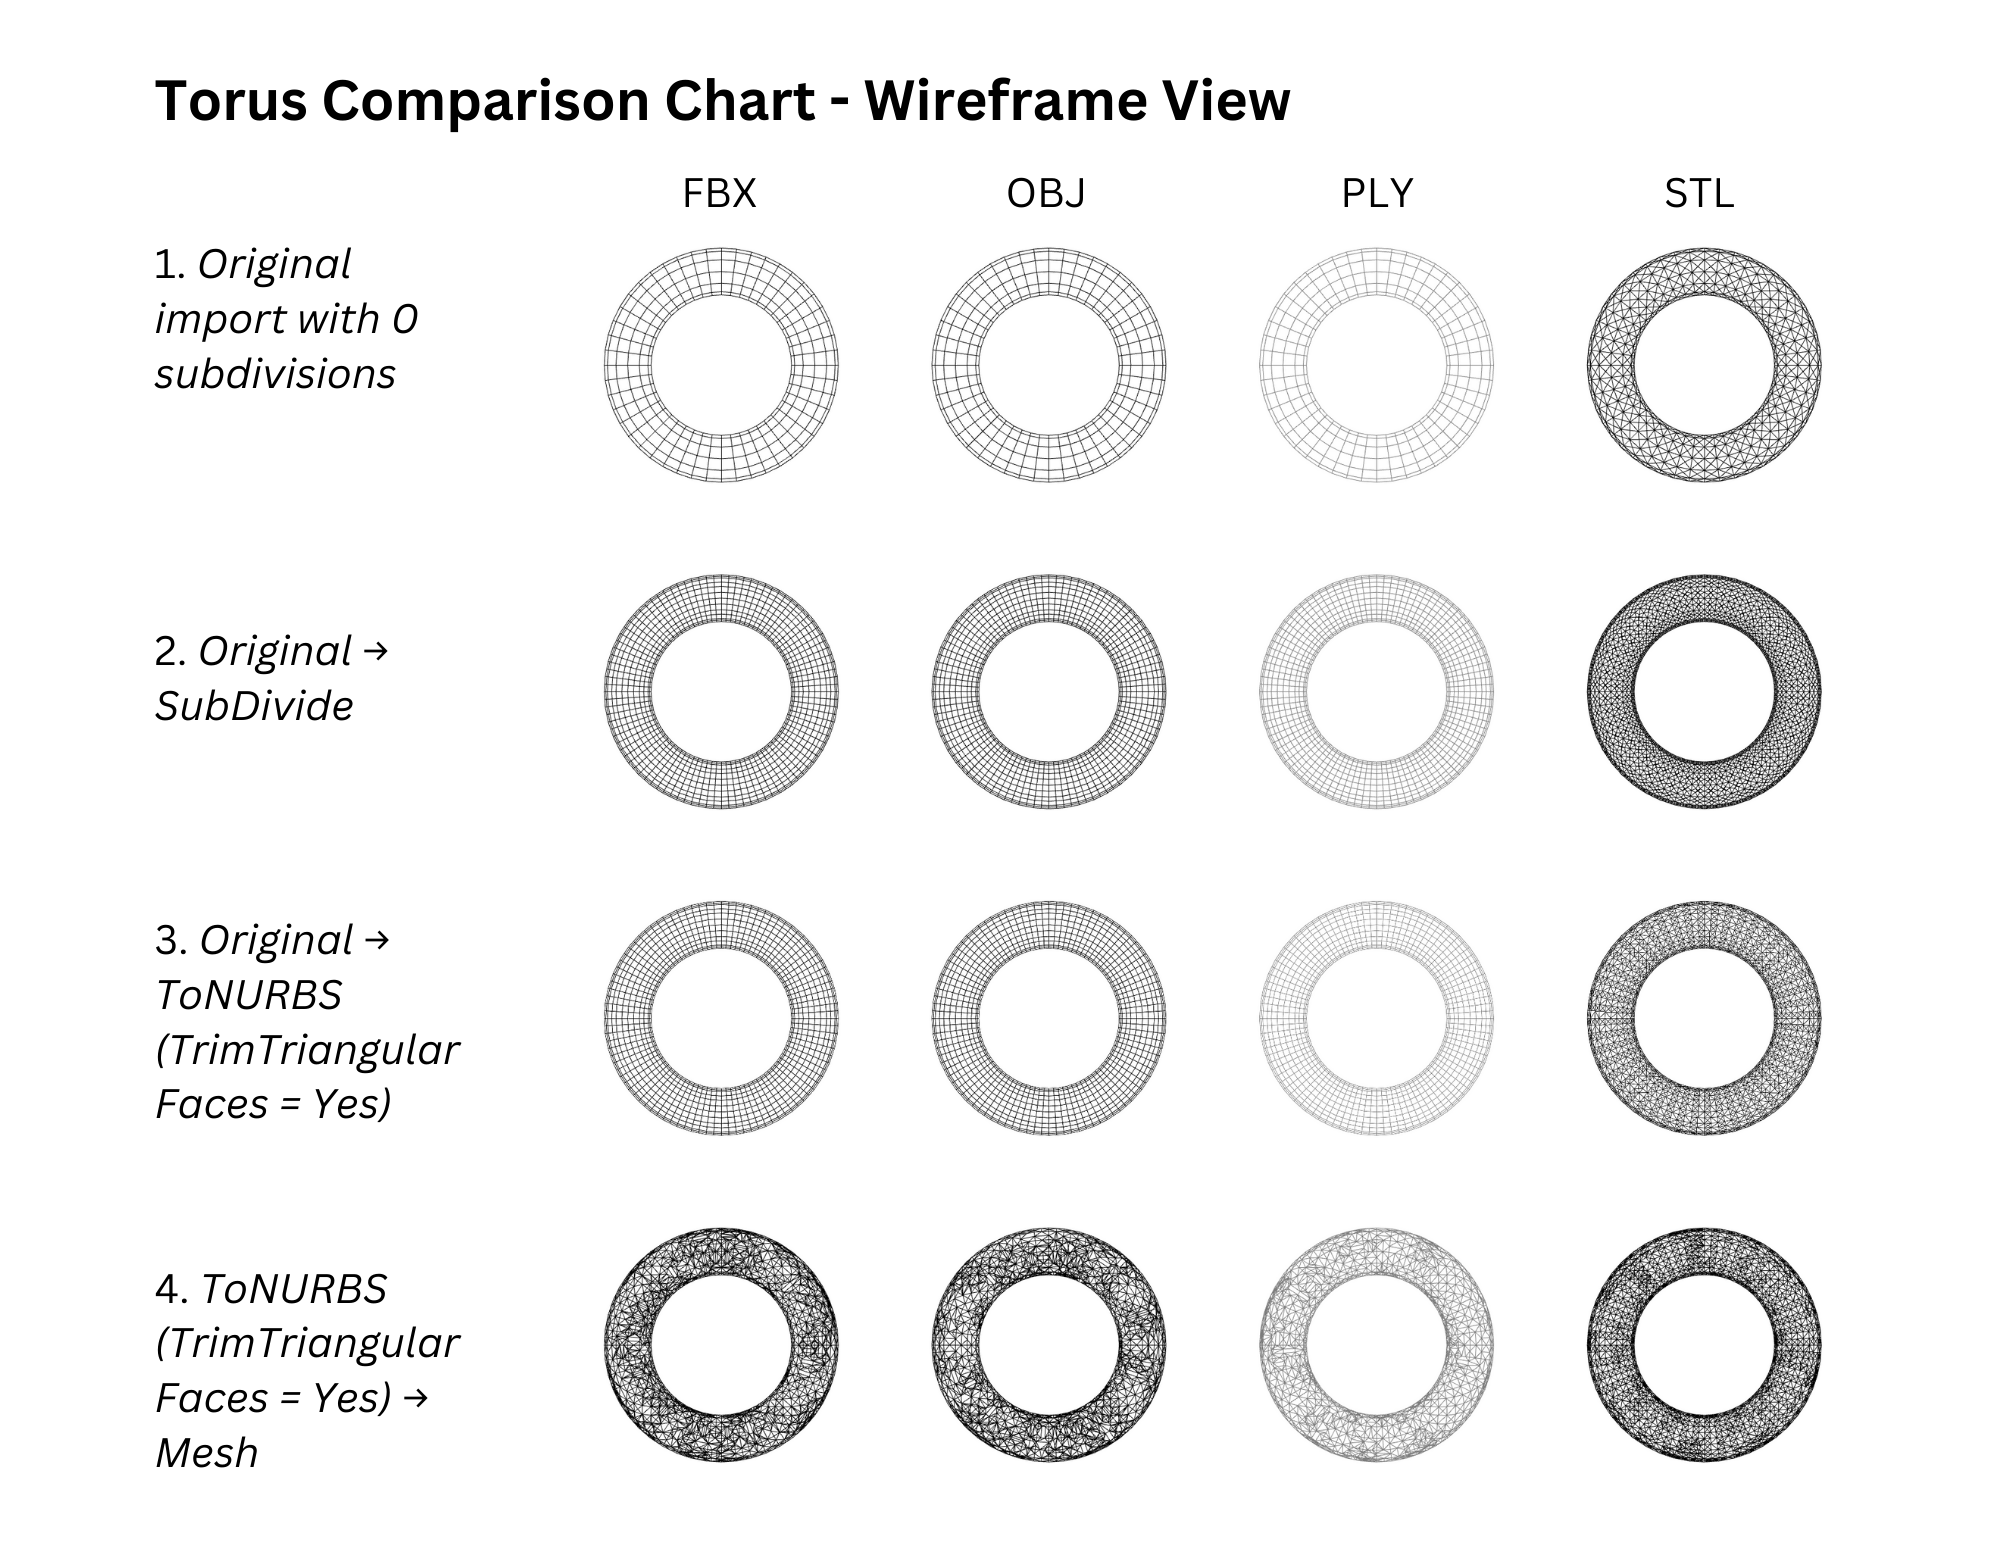 Torus Comparison Chart - Wireframe View
FBX OBJ PLY STL
1. Original
import with 0
subdivisions
2. Original →
SubDivide
3. Original →
ToNURBS
(TrimTriangular
Faces = Yes)
4. ToNURBS
(TrimTriangular
Faces = Yes) →
Mesh